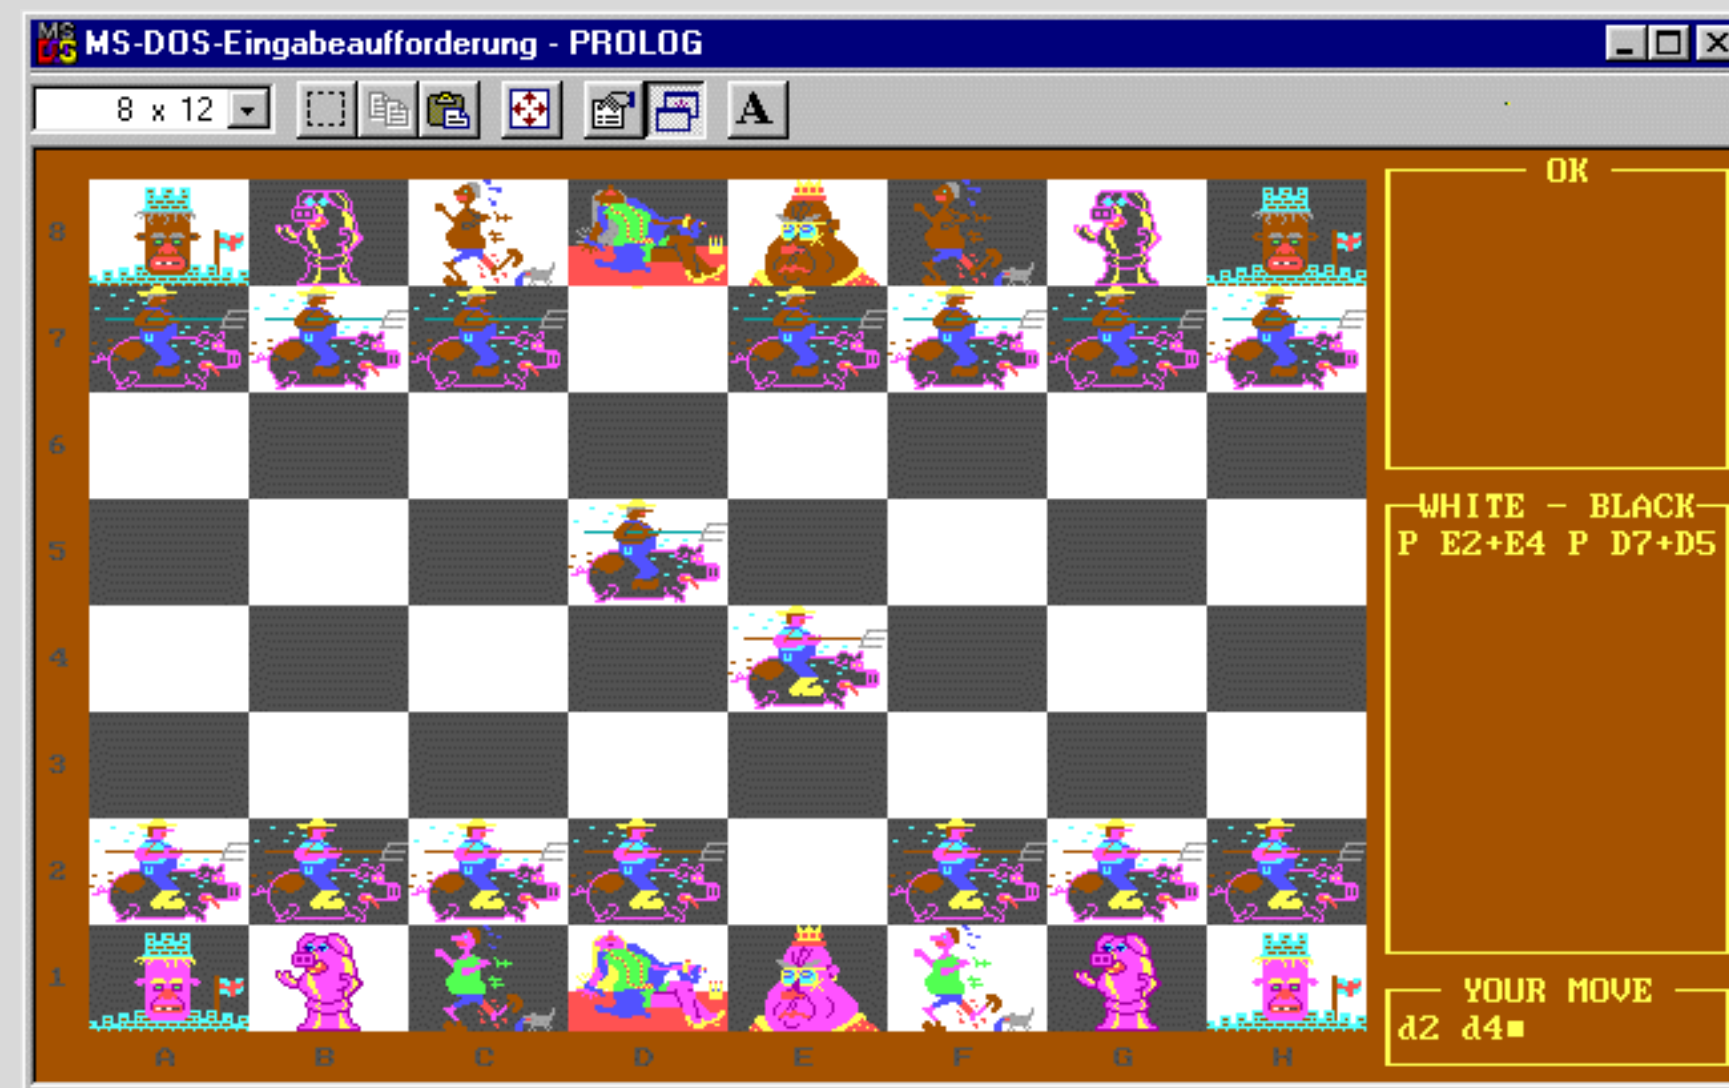 MS-DOS-Eingabeaufforderung - PROLOG
8 x 12
A
OK
8
7
6
5
4
3
2
1
WHITE - BLACK
P E2+E4 P D7+D5
YOUR MOVE
d2 d4
A B C D E F G H